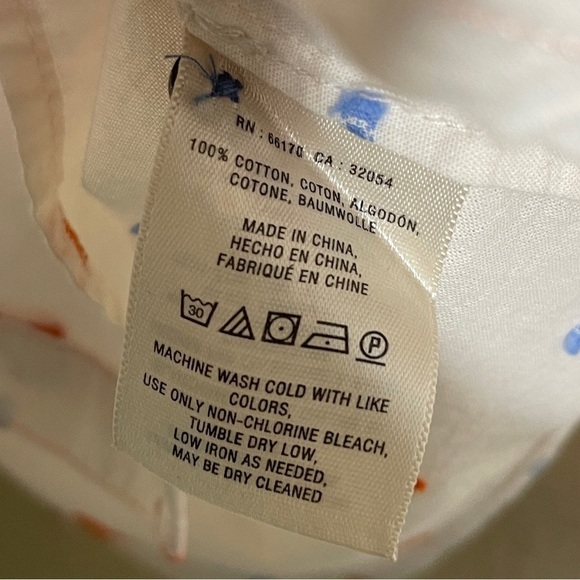 RN : 66170 CA : 32054
100% COTTON, COTON, ALGODÓN,
COTONE, BAUMWOLLE
MADE IN CHINA,
HECHO EN CHINA,
FABRIQUÉ EN CHINE
30 P
MACHINE WASH COLD WITH LIKE
COLORS,
USE ONLY NON-CHLORINE BLEACH,
TUMBLE DRY LOW,
LOW IRON AS NEEDED,
MAY BE DRY CLEANED